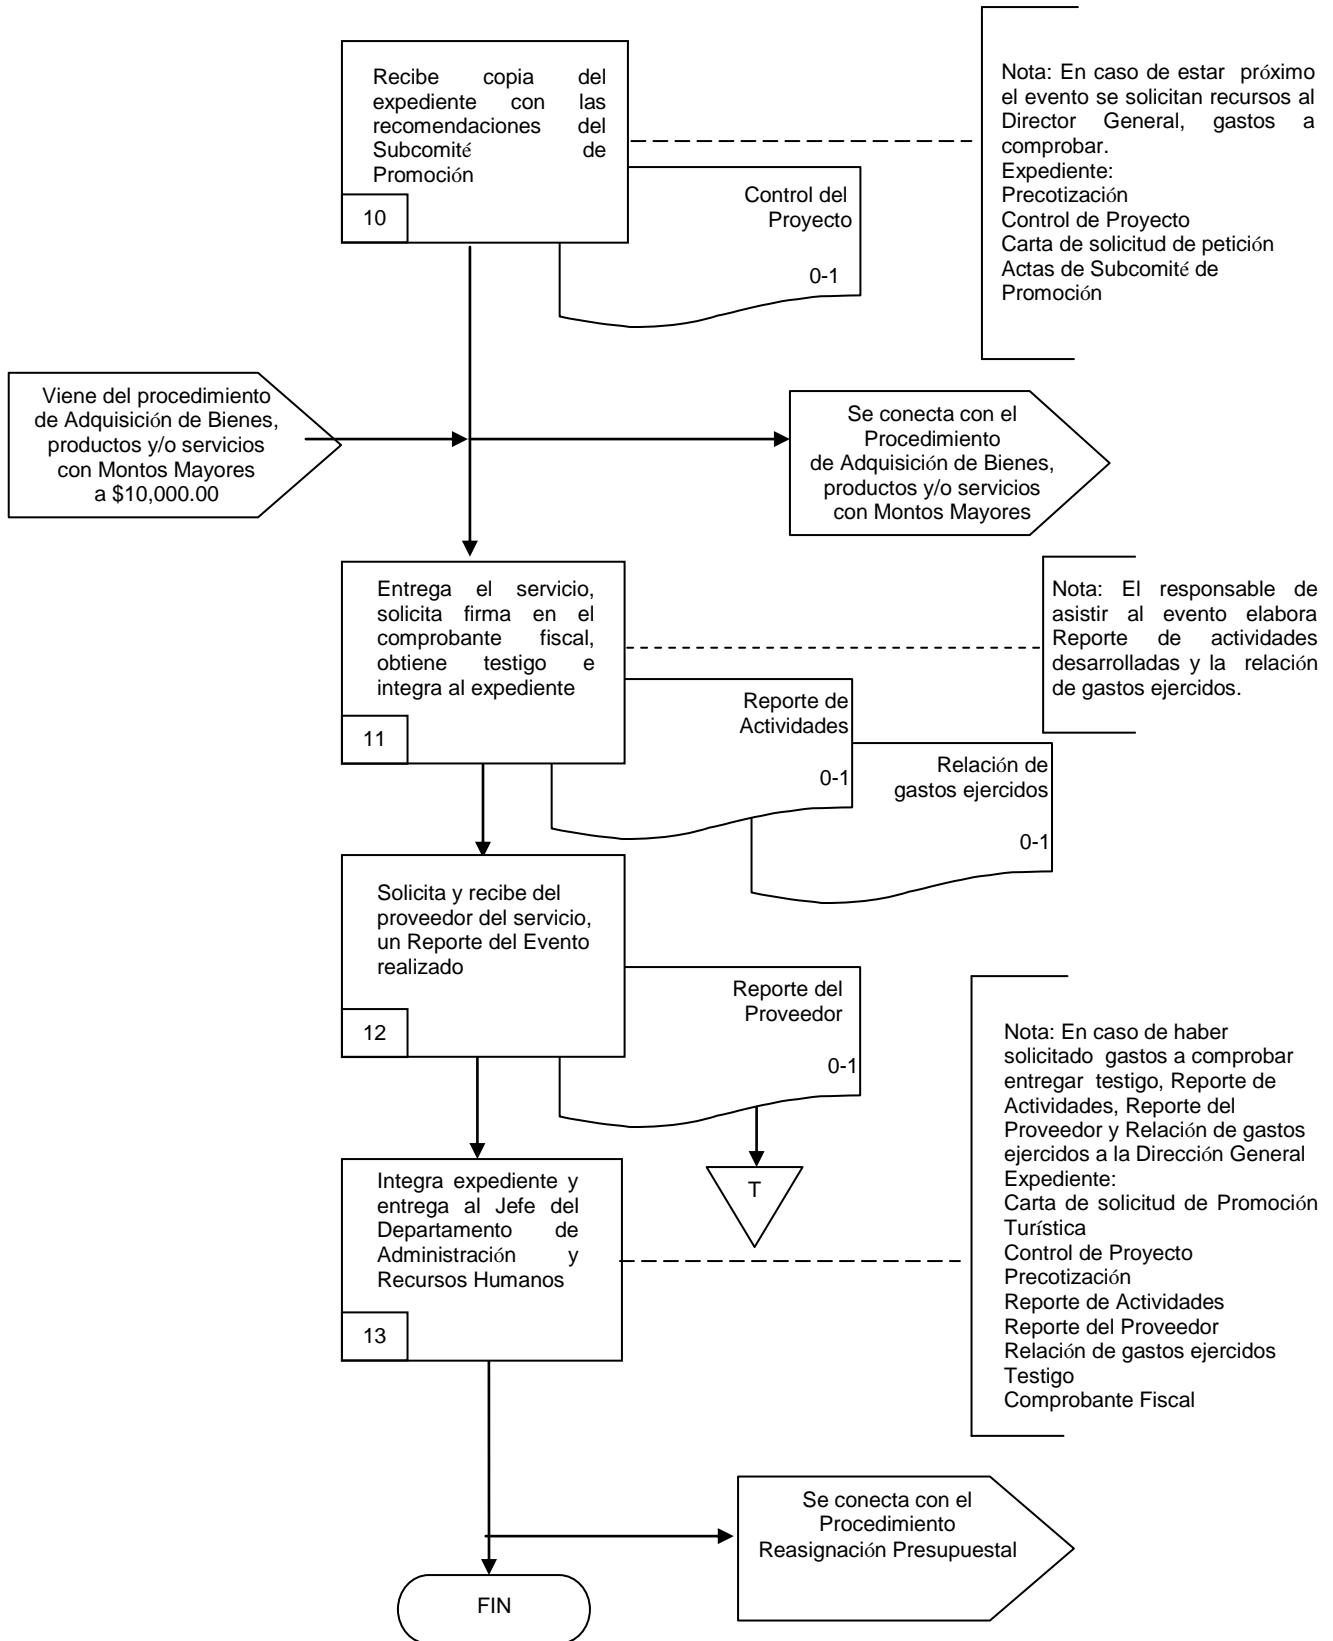 Recibe copia del
expediente con las
recomendaciones del
Subcomité de
Promoción
10
Control del
Proyecto
0-1
Nota: En caso de estar próximo
el evento se solicitan recursos al
Director General, gastos a
comprobar.
Expediente:
Precotización
Control de Proyecto
Carta de solicitud de petición
Actas de Subcomité de
Promoción
Viene del procedimiento
de Adquisición de Bienes,
productos y/o servicios
con Montos Mayores
a $10,000.00
Se conecta con el
Procedimiento
de Adquisición de Bienes,
productos y/o servicios
con Montos Mayores
Entrega el servicio,
solicita firma en el
comprobante fiscal,
obtiene testigo e
integra al expediente
11
Reporte de
Actividades
0-1
Relación de
gastos ejercidos
0-1
Nota: El responsable de
asistir al evento elabora
Reporte de actividades
desarrolladas y la relación
de gastos ejercidos.
Solicita y recibe del
proveedor del servicio,
un Reporte del Evento
realizado
12
Reporte del
Proveedor
0-1
T
Integra expediente y
entrega al Jefe del
Departamento de
Administración y
Recursos Humanos
13
Nota: En caso de haber
solicitado gastos a comprobar
entregar testigo, Reporte de
Actividades, Reporte del
Proveedor y Relación de gastos
ejercidos a la Dirección General
Expediente:
Carta de solicitud de Promoción
Turística
Control de Proyecto
Precotización
Reporte de Actividades
Reporte del Proveedor
Relación de gastos ejercidos
Testigo
Comprobante Fiscal
Se conecta con el
Procedimiento
Reasignación Presupuestal
FIN